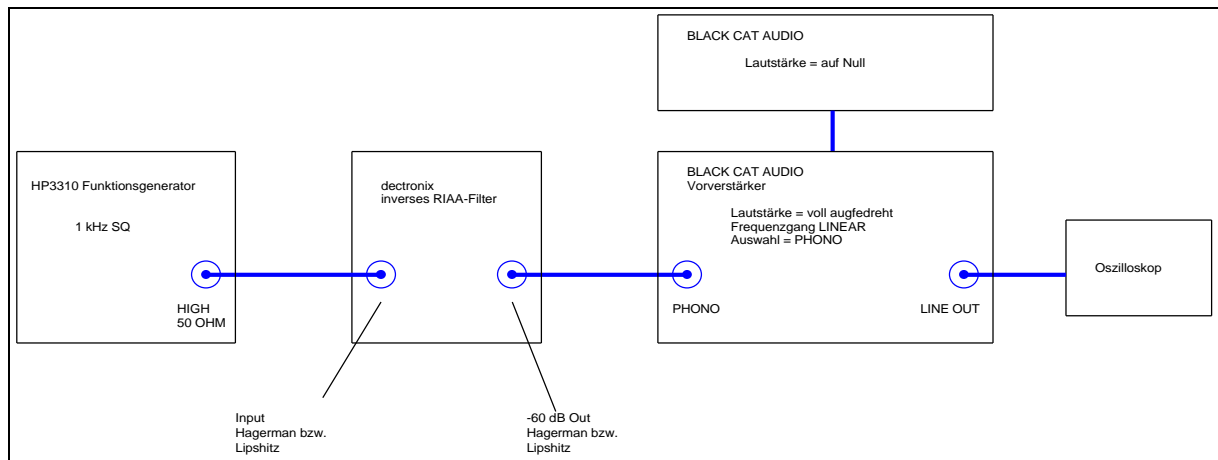 BLACK CAT AUDIO
Lautstärke = auf Null
HP3310 Funktionsgenerator
1 kHz SQ
HIGH
50 OHM
dectronix
inverses RIAA-Filter
BLACK CAT AUDIO
Vorverstärker
Lautstärke = voll augfedreht
Frequenzgang LINEAR
Auswahl = PHONO
PHONO
LINE OUT
Oszilloskop
Input
Hagerman bzw.
Lipshitz
-60 dB Out
Hagerman bzw.
Lipshitz